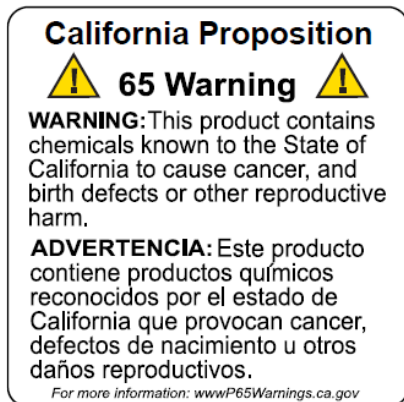 California Proposition
65 Warning
WARNING: This product contains
chemicals known to the State of
California to cause cancer, and
birth defects or other reproductive
harm.
ADVERTENCIA: Este producto
contiene productos químicos
reconocidos por el estado de
California que provocan cancer,
defectos de nacimiento u otros
daños reproductivos.
For more information: wwwP65Warnings.ca.gov